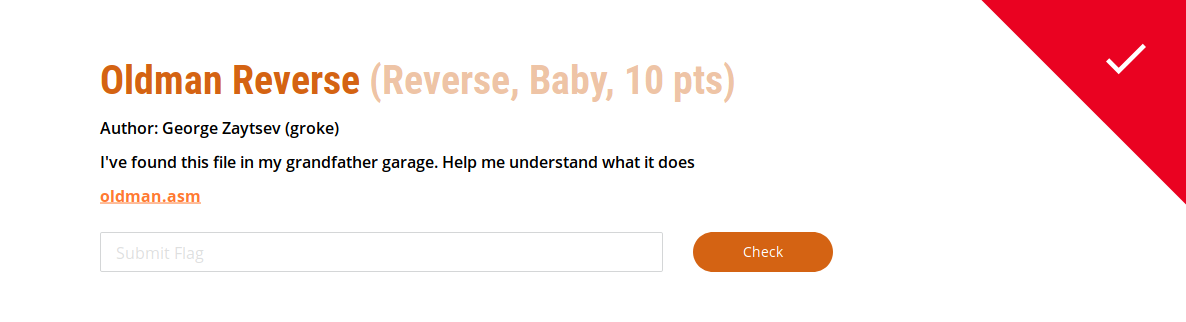 Oldman Reverse (Reverse, Baby, 10 pts)
Author: George Zaytsev (groke)
I've found this file in my grandfather garage. Help me understand what it does
oldman.asm
Submit Flag
Check